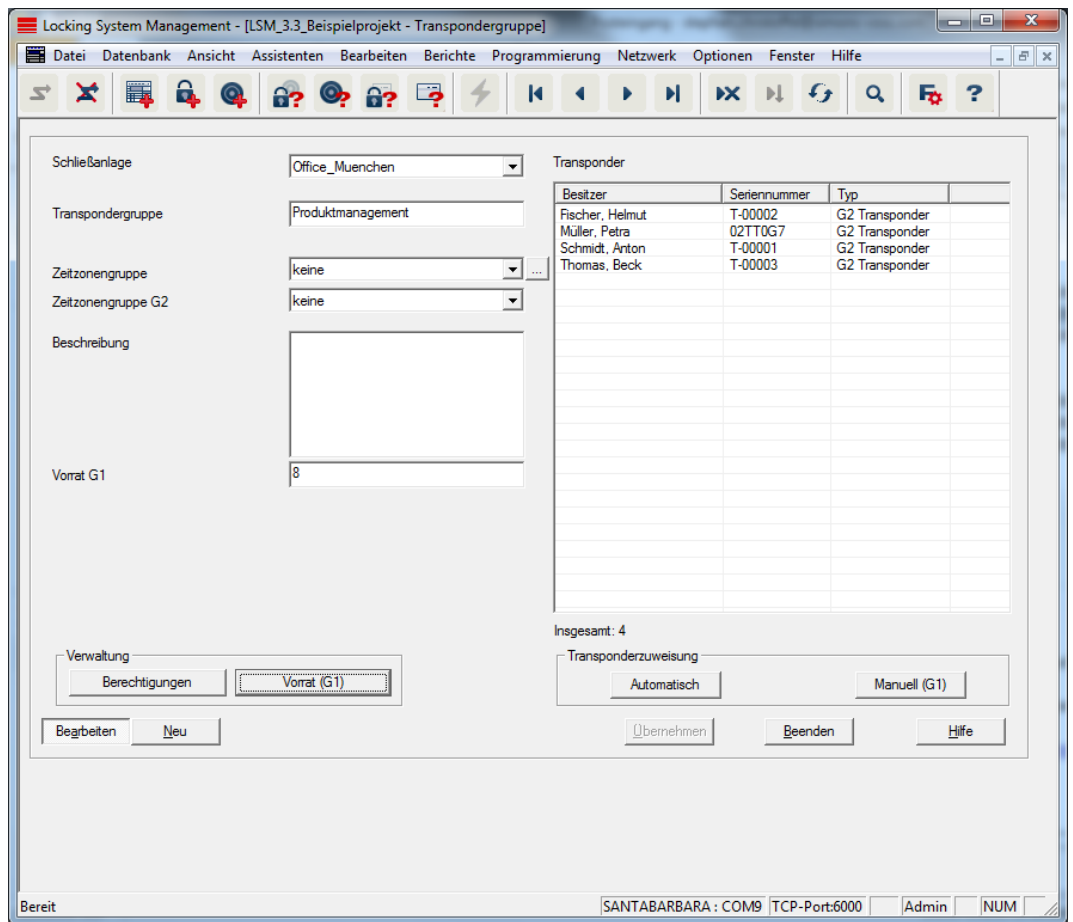 Locking System Management - [LSM_3.3_Beispielprojekt - Transpondergruppe]
Datei Datenbank Ansicht Assistenten Bearbeiten Berichte Programmierung Netzwerk Optionen Fenster Hilfe
Schließanlage
Office_Muenchen
Transpondergruppe
Produktmanagement
Zeitzonengruppe
keine
...
Zeitzonengruppe G2
keine
Beschreibung
Vorrat G1
8
Transponder
Besitzer Seriennummer Typ
Fischer, Helmut T-00002 G2 Transponder
Müller, Petra 02TT0G7 G2 Transponder
Schmidt, Anton T-00001 G2 Transponder
Thomas, Beck T-00003 G2 Transponder
Insgesamt: 4
Verwaltung
Berechtigungen Vorrat (G1)
Transponderzuweisung
Automatisch Manuell (G1)
Bearbeiten Neu Übernehmen Beenden Hilfe
Bereit SANTABARBARA : COM9 TCP-Port:6000 Admin NUM